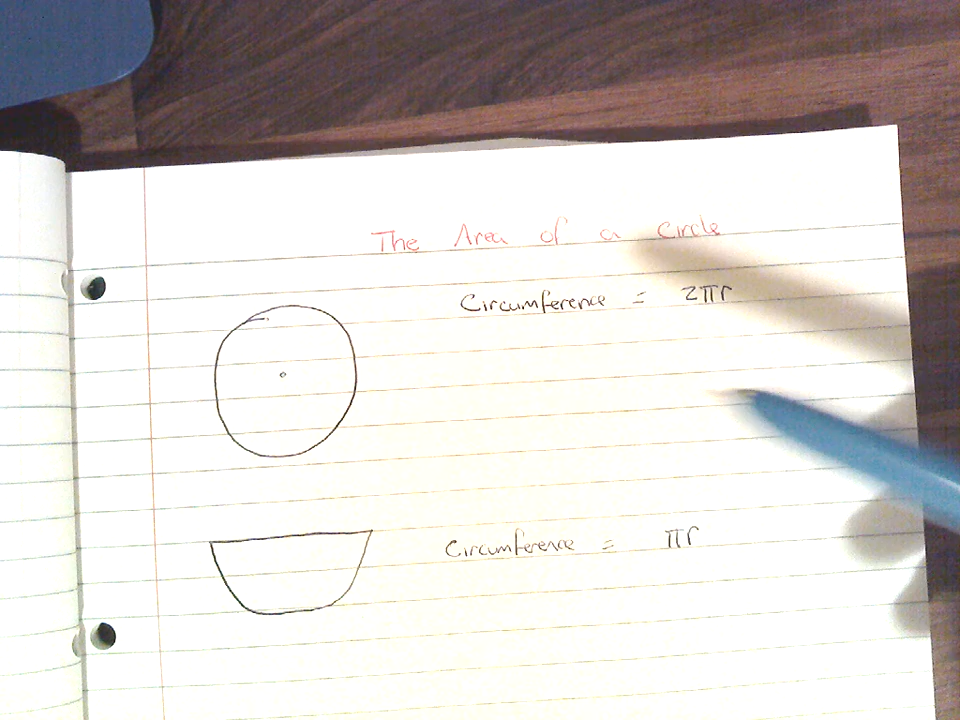 The Area of a Circle
Circumference = 2πr
Circumference = πr